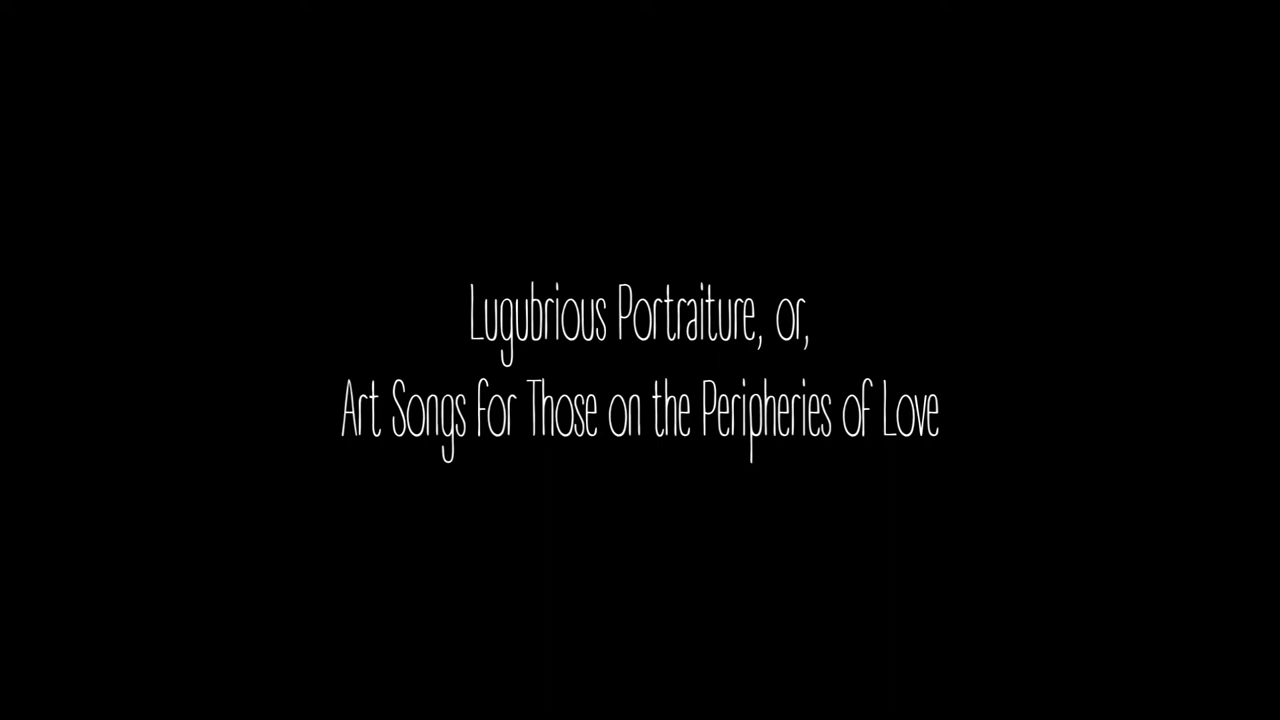 Lugubrious Portraiture, or,
Art Songs for Those on the Peripheries of Love